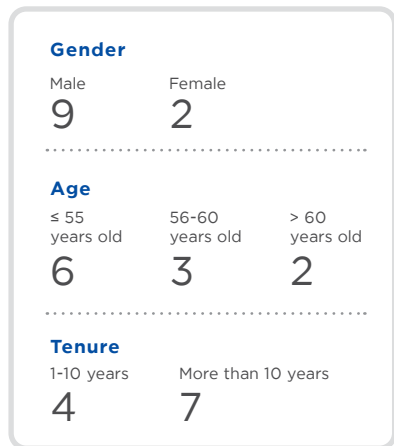 Gender
Male Female
9 2
Age
≤ 55 56-60 > 60
years old years old years old
6 3 2
Tenure
1-10 years More than 10 years
4 7